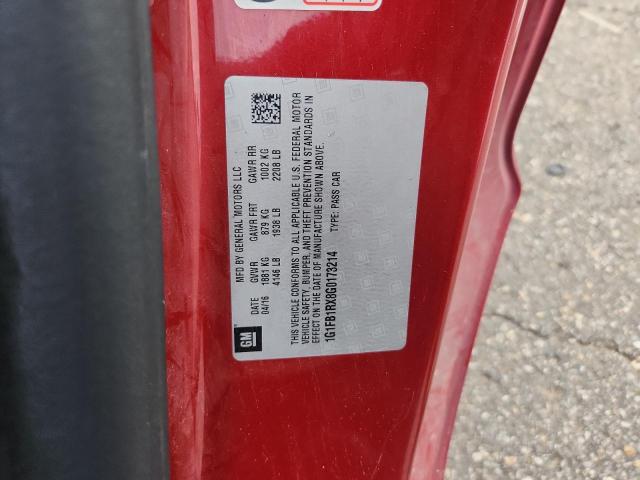 MFD BY GENERAL MOTORS LLC
DATE GVWR GAWR FRT GAWR RR
04/16 1881 KG 879 KG 1002 KG
4146 LB 1938 LB 2208 LB
GM
THIS VEHICLE CONFORMS TO ALL APPLICABLE U.S. FEDERAL MOTOR
VEHICLE SAFETY, BUMPER, AND THEFT PREVENTION STANDARDS IN
EFFECT ON THE DATE OF MANUFACTURE SHOWN ABOVE.
1G1FB1RX8G0173214 TYPE: PASS CAR